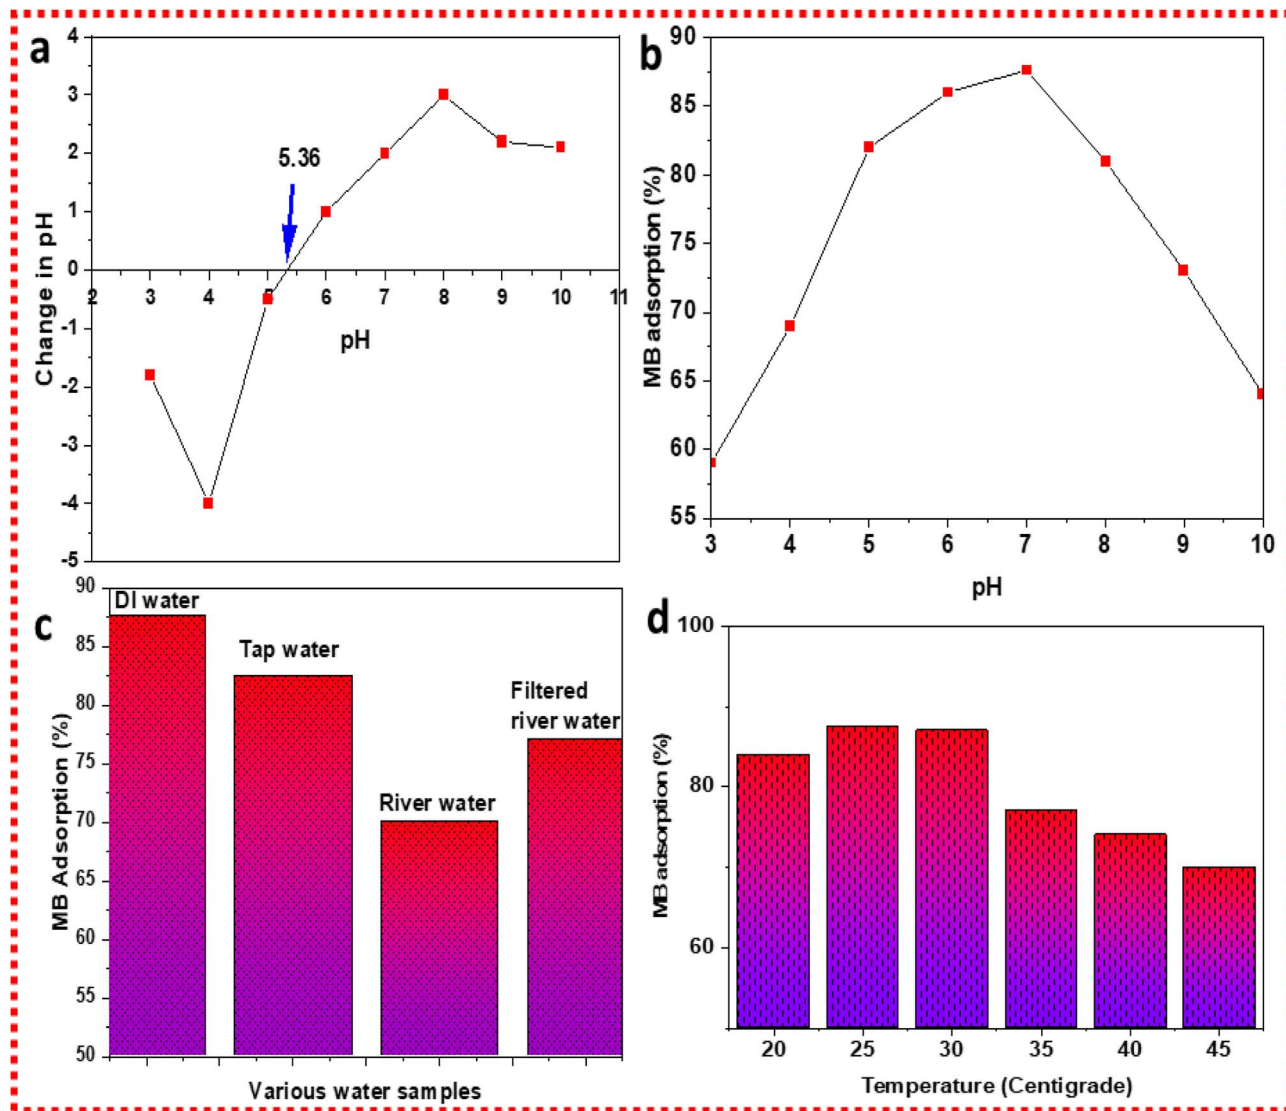 a
4
3
2
1
0
-1
-2
-3
-4
-5
Change in pH
5.36
2 3 4 5 6 7 8 9 10 11
pH
b
90
85
80
75
70
65
60
55
MB adsorption (%)
3 4 5 6 7 8 9 10
pH
c
90
85
80
75
70
65
60
55
50
MB Adsorption (%)
DI water
Tap water
River water
Filtered
river water
Various water samples
d
100
80
60
MB adsorption (%)
20 25 30 35 40 45
Temperature (Centigrade)